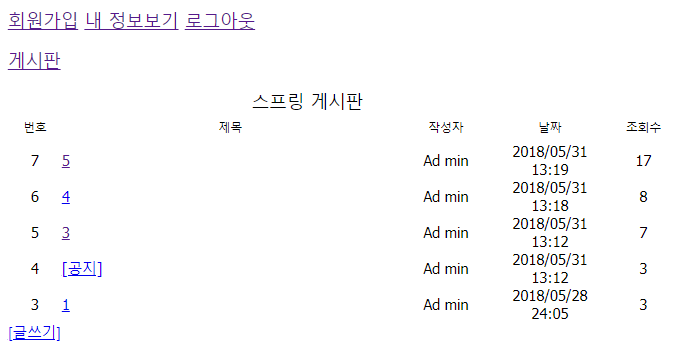 회원가입 내 정보보기 로그아웃
게시판
스프링 게시판
번호 제목 작성자 날짜 조회수
7 5 Ad min 2018/05/31 13:19 17
6 4 Ad min 2018/05/31 13:18 8
5 3 Ad min 2018/05/31 13:12 7
4 [공지] Ad min 2018/05/31 13:12 3
3 1 Ad min 2018/05/28 24:05 3
[글쓰기]